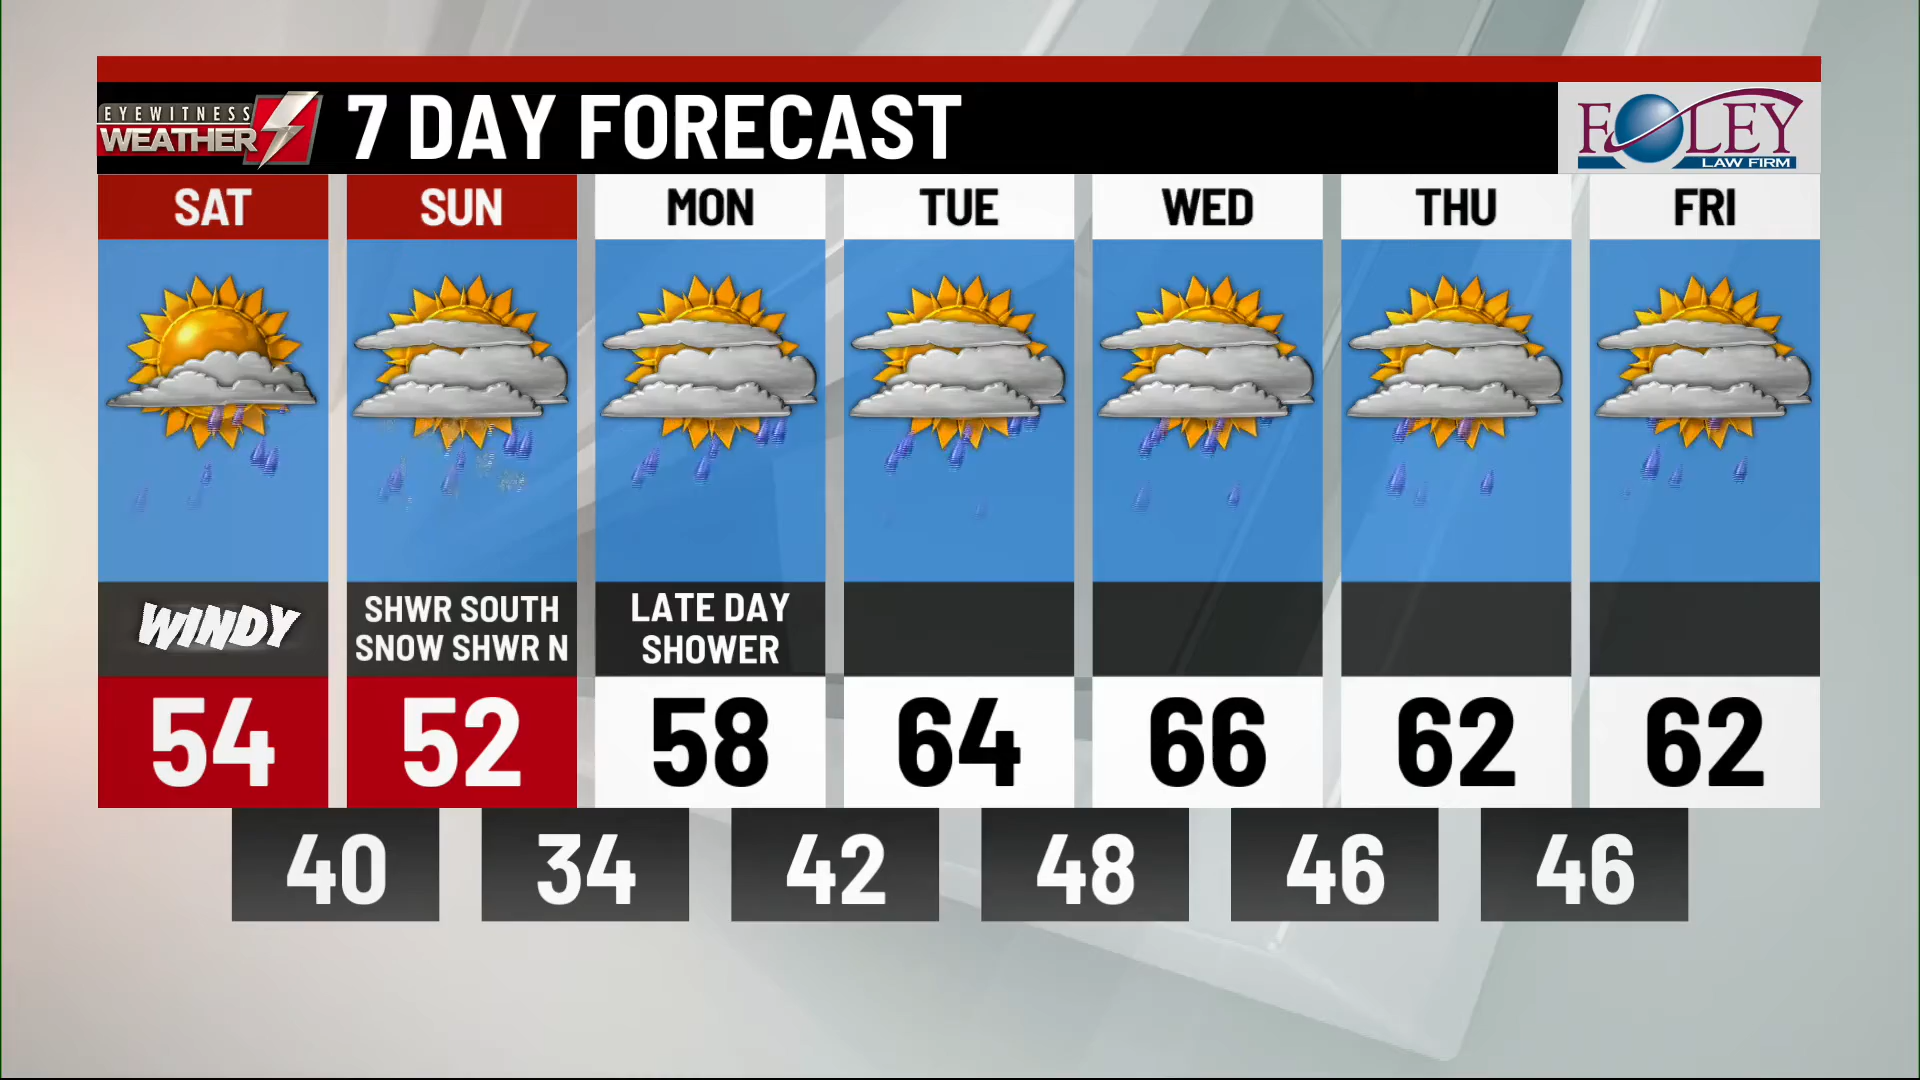 EYEWITNESS
WEATHER
7 DAY FORECAST
FOLEY
LAW FIRM
SAT
SUN
MON
TUE
WED
THU
FRI
WINDY
SHWR SOUTH
SNOW SHWR N
LATE DAY
SHOWER
54
52
58
64
66
62
62
40
34
42
48
46
46